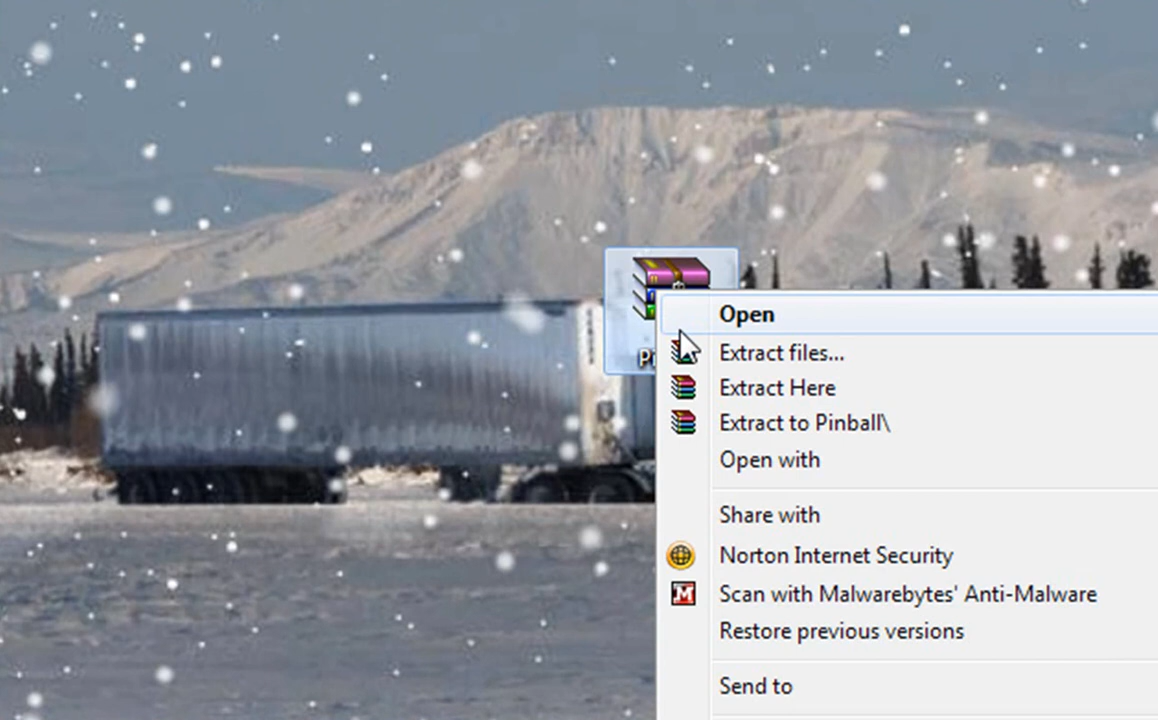 Open
Extract files...
Extract Here
Extract to Pinball\
Open with
Share with
Norton Internet Security
Scan with Malwarebytes' Anti-Malware
Restore previous versions
Send to